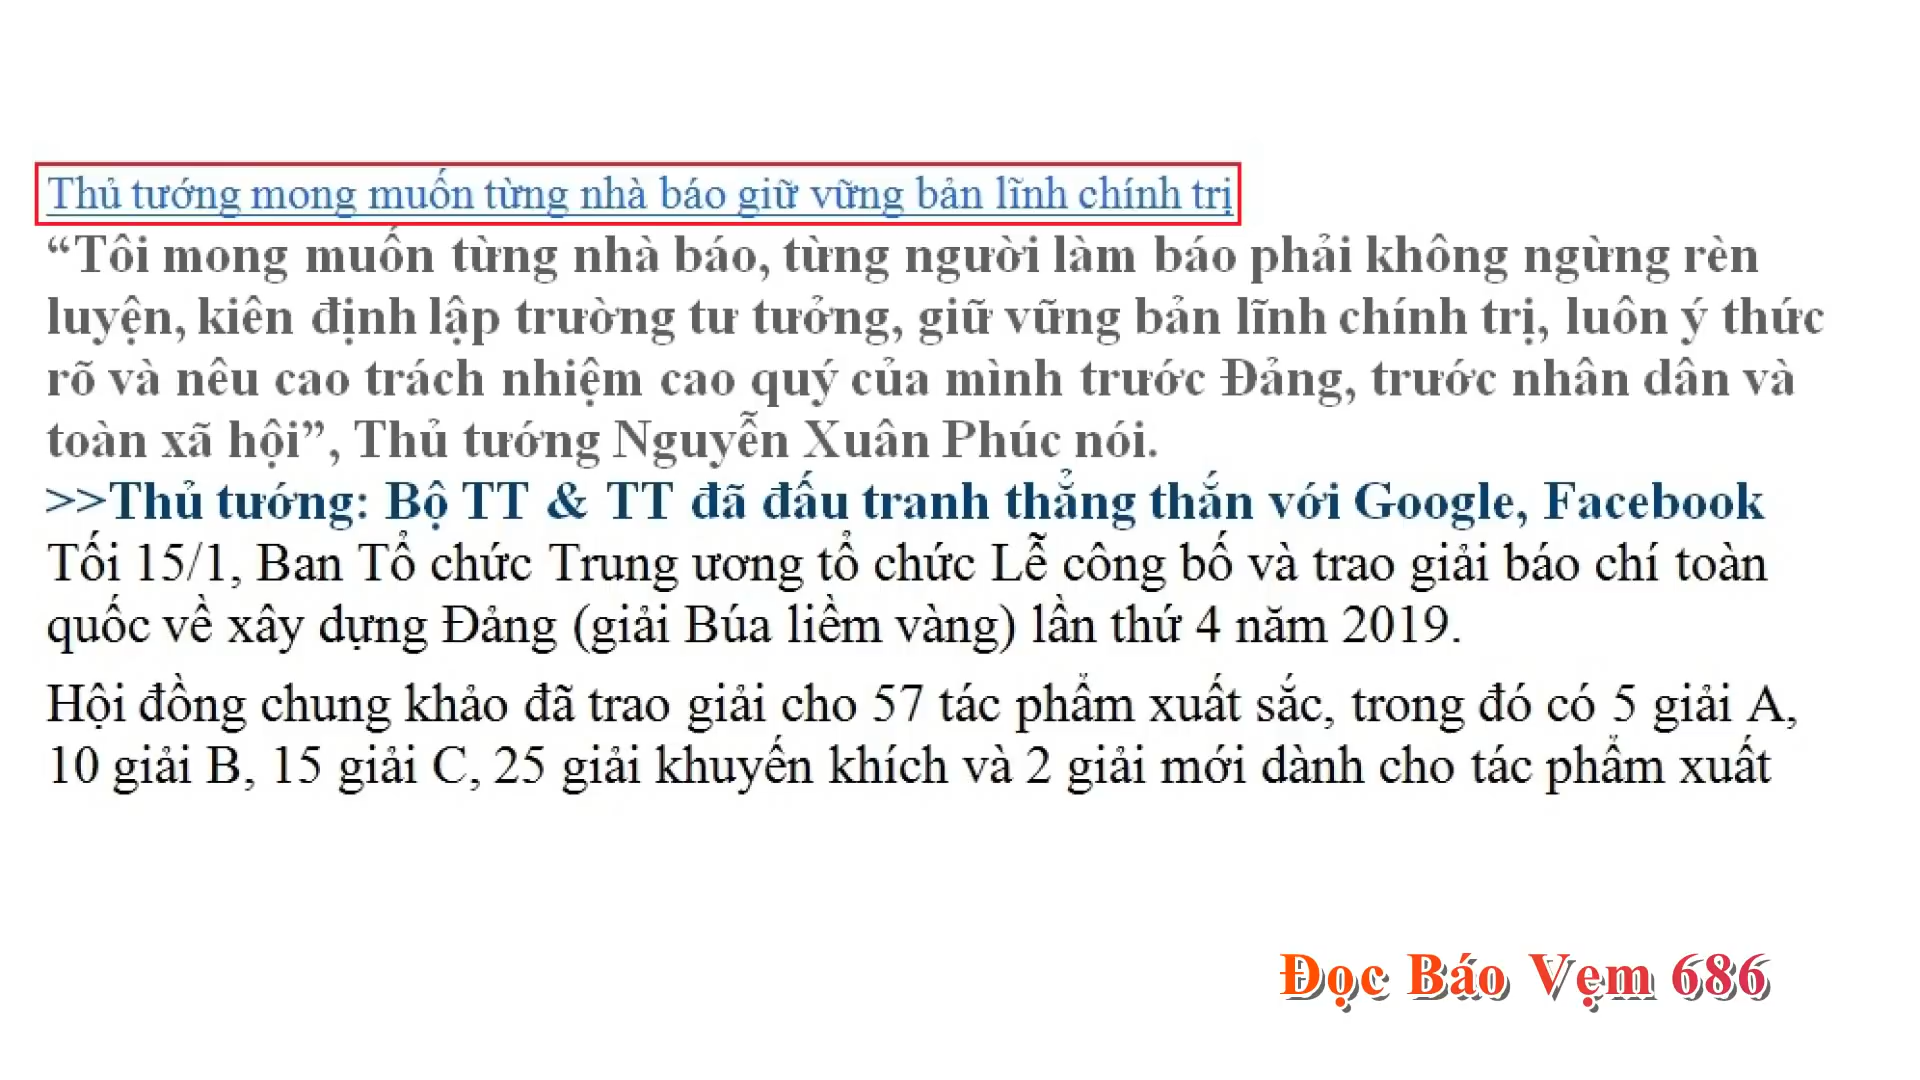 Thủ tướng mong muốn từng nhà báo giữ vững bản lĩnh chính trị
“Tôi mong muốn từng nhà báo, từng người làm báo phải không ngừng rèn
luyện, kiên định lập trường tư tưởng, giữ vững bản lĩnh chính trị, luôn ý thức
rõ và nêu cao trách nhiệm cao quý của mình trước Đảng, trước nhân dân và
toàn xã hội”, Thủ tướng Nguyễn Xuân Phúc nói.
>>Thủ tướng: Bộ TT & TT đã đấu tranh thẳng thắn với Google, Facebook
Tối 15/1, Ban Tổ chức Trung ương tổ chức Lễ công bố và trao giải báo chí toàn
quốc về xây dựng Đảng (giải Búa liềm vàng) lần thứ 4 năm 2019.
Hội đồng chung khảo đã trao giải cho 57 tác phẩm xuất sắc, trong đó có 5 giải A,
10 giải B, 15 giải C, 25 giải khuyến khích và 2 giải mới dành cho tác phẩm xuất
Đọc Báo Vẹm 686